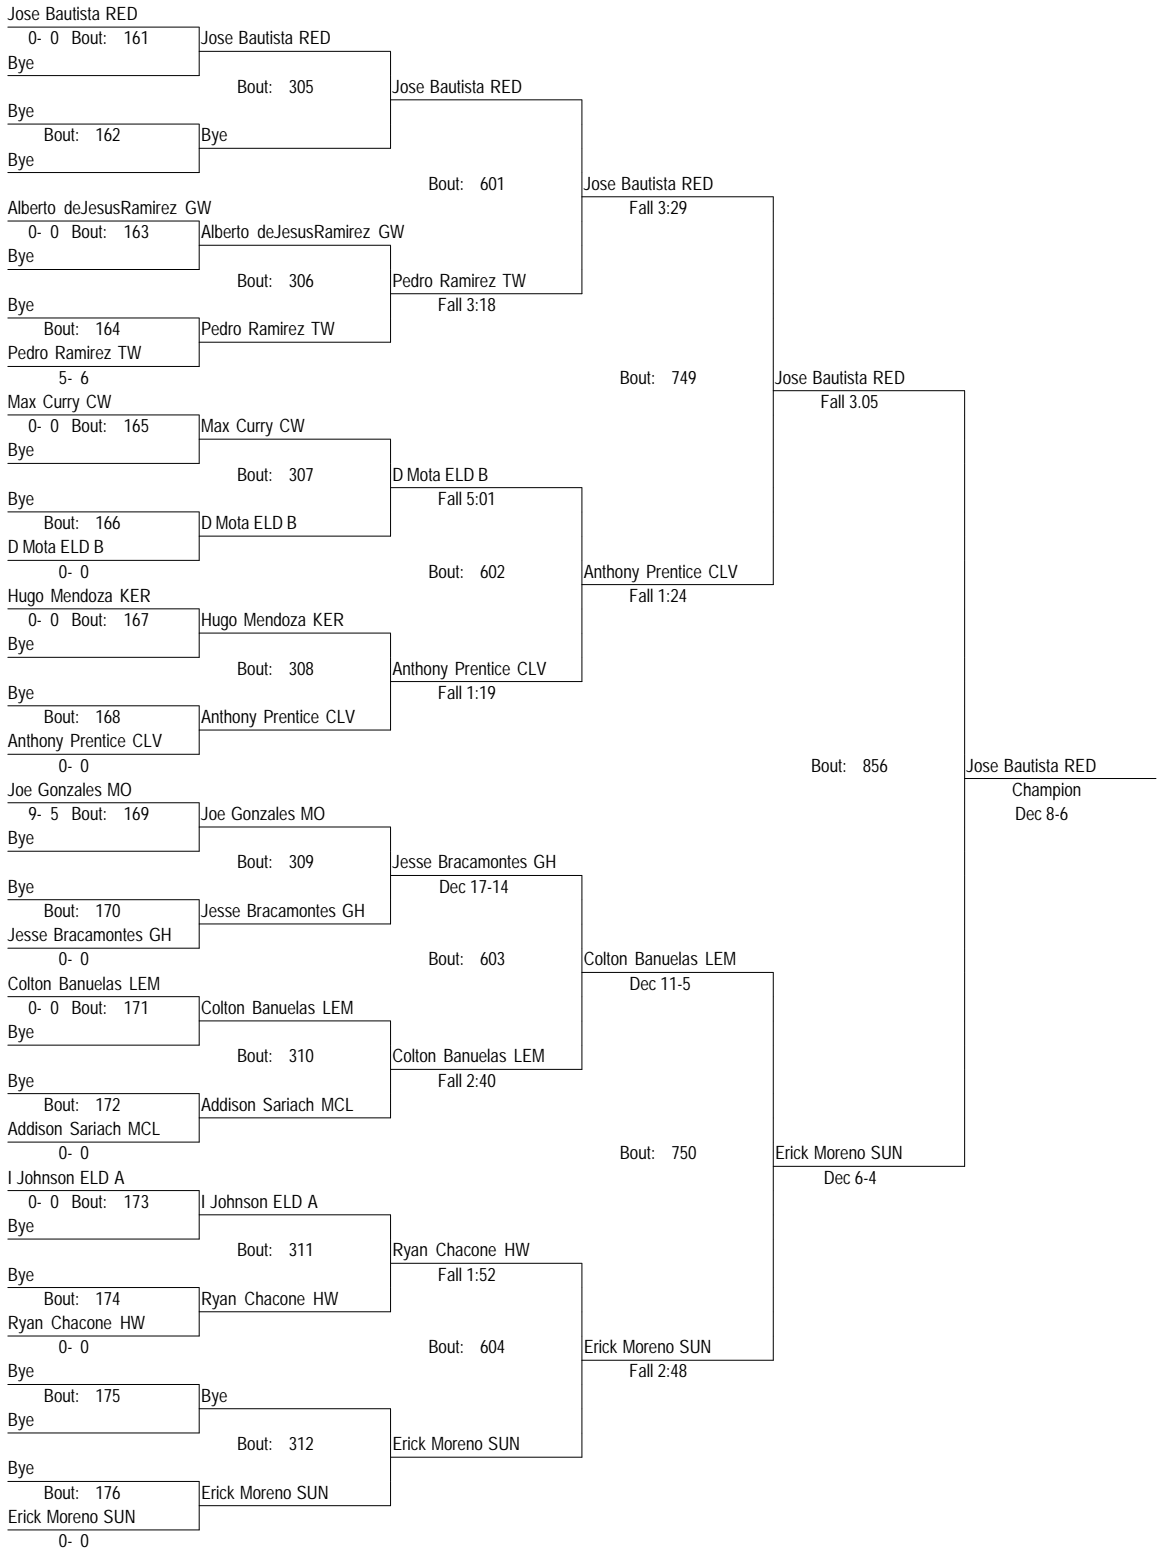 Jose Bautista RED
0- 0 Bout: 161
Jose Bautista RED
Bye
Bout: 305
Jose Bautista RED
Bye
Bout: 162
Bye
Bye
Bout: 601
Jose Bautista RED
Fall 3:29
Alberto deJesusRamirez GW
0- 0 Bout: 163
Alberto deJesusRamirez GW
Bye
Bout: 306
Pedro Ramirez TW
Fall 3:18
Bye
Bout: 164
Pedro Ramirez TW
Pedro Ramirez TW
5- 6
Bout: 749
Jose Bautista RED
Fall 3.05
Max Curry CW
0- 0 Bout: 165
Max Curry CW
Bye
Bout: 307
D Mota ELD B
Fall 5:01
Bye
Bout: 166
D Mota ELD B
D Mota ELD B
0- 0
Bout: 602
Anthony Prentice CLV
Fall 1:24
Hugo Mendoza KER
0- 0 Bout: 167
Hugo Mendoza KER
Bye
Bout: 308
Anthony Prentice CLV
Fall 1:19
Bye
Bout: 168
Anthony Prentice CLV
Anthony Prentice CLV
0- 0
Bout: 856
Jose Bautista RED
Champion
Dec 8-6
Joe Gonzales MO
9- 5 Bout: 169
Joe Gonzales MO
Bye
Bout: 309
Jesse Bracamontes GH
Dec 17-14
Bye
Bout: 170
Jesse Bracamontes GH
Jesse Bracamontes GH
0- 0
Bout: 603
Colton Banuelas LEM
Dec 11-5
Colton Banuelas LEM
0- 0 Bout: 171
Colton Banuelas LEM
Bye
Bout: 310
Colton Banuelas LEM
Fall 2:40
Bye
Bout: 172
Addison Sariach MCL
Addison Sariach MCL
0- 0
Bout: 750
Erick Moreno SUN
Dec 6-4
I Johnson ELD A
0- 0 Bout: 173
I Johnson ELD A
Bye
Bout: 311
Ryan Chacone HW
Fall 1:52
Bye
Bout: 174
Ryan Chacone HW
Ryan Chacone HW
0- 0
Bout: 604
Erick Moreno SUN
Fall 2:48
Bye
Bout: 175
Bye
Bye
Bout: 312
Erick Moreno SUN
Bye
Bout: 176
Erick Moreno SUN
Erick Moreno SUN
0- 0